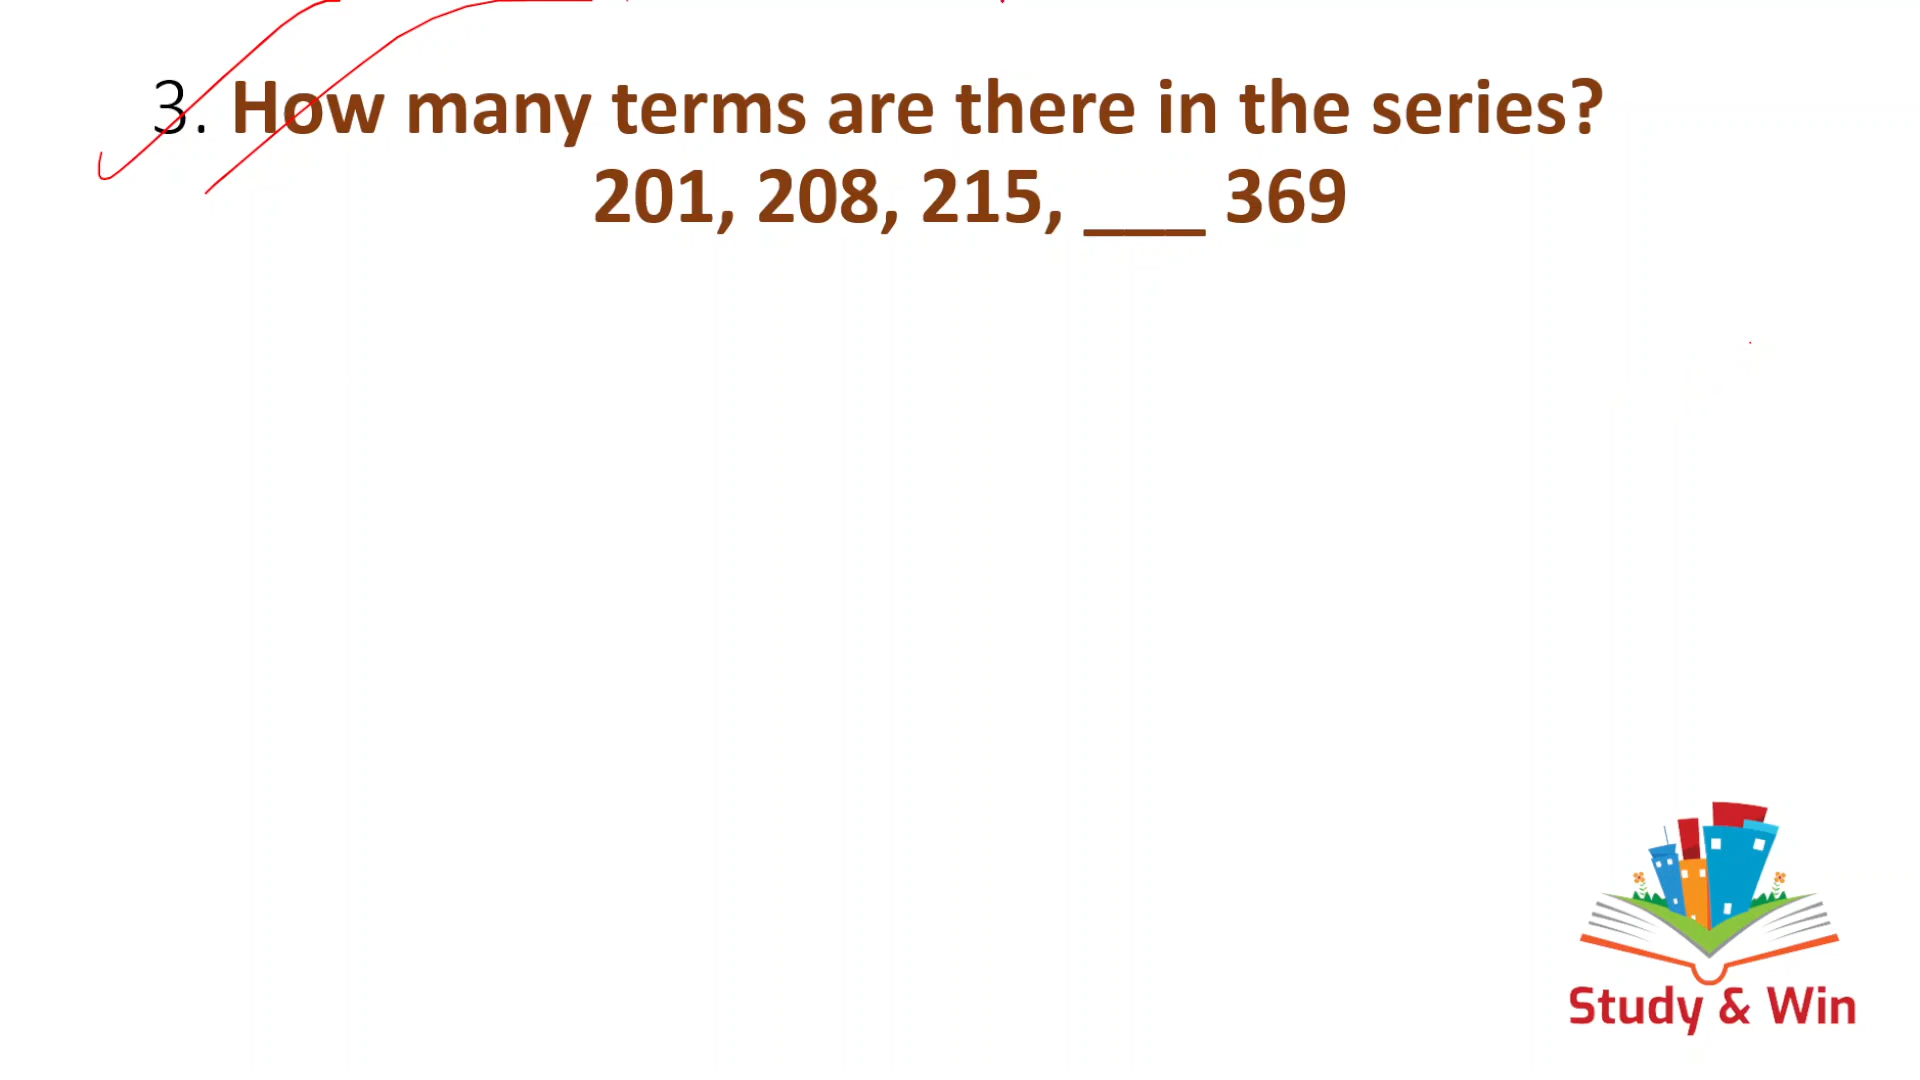 3. How many terms are there in the series?
201, 208, 215, ___ 369
Study & Win